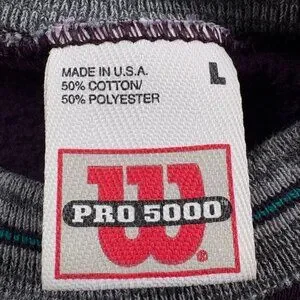 L
MADE IN U.S.A.
50% COTTON/
50% POLYESTER
W
PRO 5000